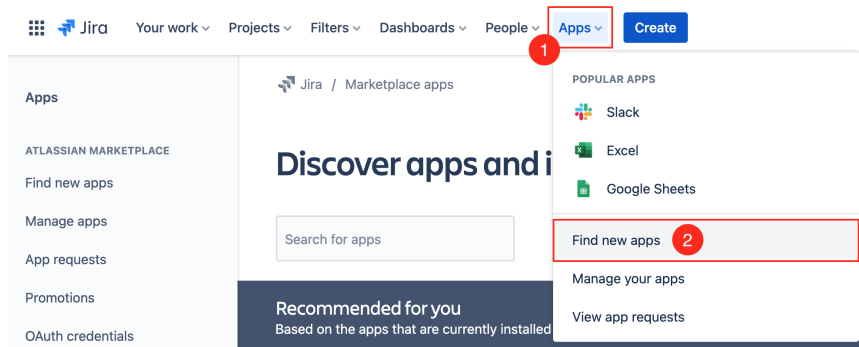 Jira Your work Projects Filters Dashboards People Apps Create
1
Apps
ATLASSIAN MARKETPLACE
Find new apps
Manage apps
App requests
Promotions
OAuth credentials
Jira / Marketplace apps
Discover apps and i
Search for apps
Recommended for you
Based on the apps that are currently installed
POPULAR APPS
Slack
Excel
Google Sheets
Find new apps 2
Manage your apps
View app requests